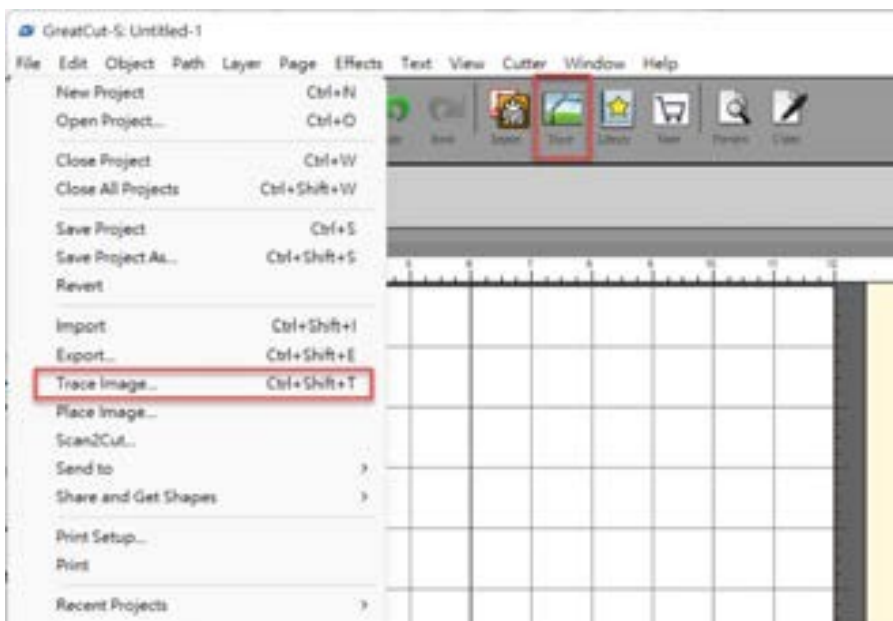 GreatCut-S: Untitled-1
File Edit Object Path Layer Page Effects Text View Cutter Window Help
New Project Ctrl+N
Open Project... Ctrl+O
Close Project Ctrl+W
Close All Projects Ctrl+Shift+W
Save Project Ctrl+S
Save Project As... Ctrl+Shift+S
Revert
Import Ctrl+Shift+I
Export... Ctrl+Shift+E
Trace Image... Ctrl+Shift+T
Place Image...
Scan2Cut...
Send to
Share and Get Shapes
Print Setup...
Print
Recent Projects